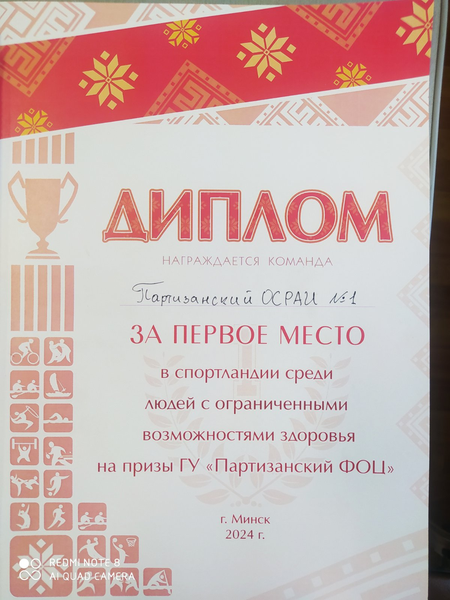 ДИПЛОМ
НАГРАЖДАЕТСЯ КОМАНДА
Партизанский ОСРАИ №1
ЗА ПЕРВОЕ МЕСТО
в спортландии среди
людей с ограниченными
возможностями здоровья
на призы ГУ «Партизанский ФОЦ»
г. Минск
2024 г.
REDMI NOTE 8
AI QUAD CAMERA